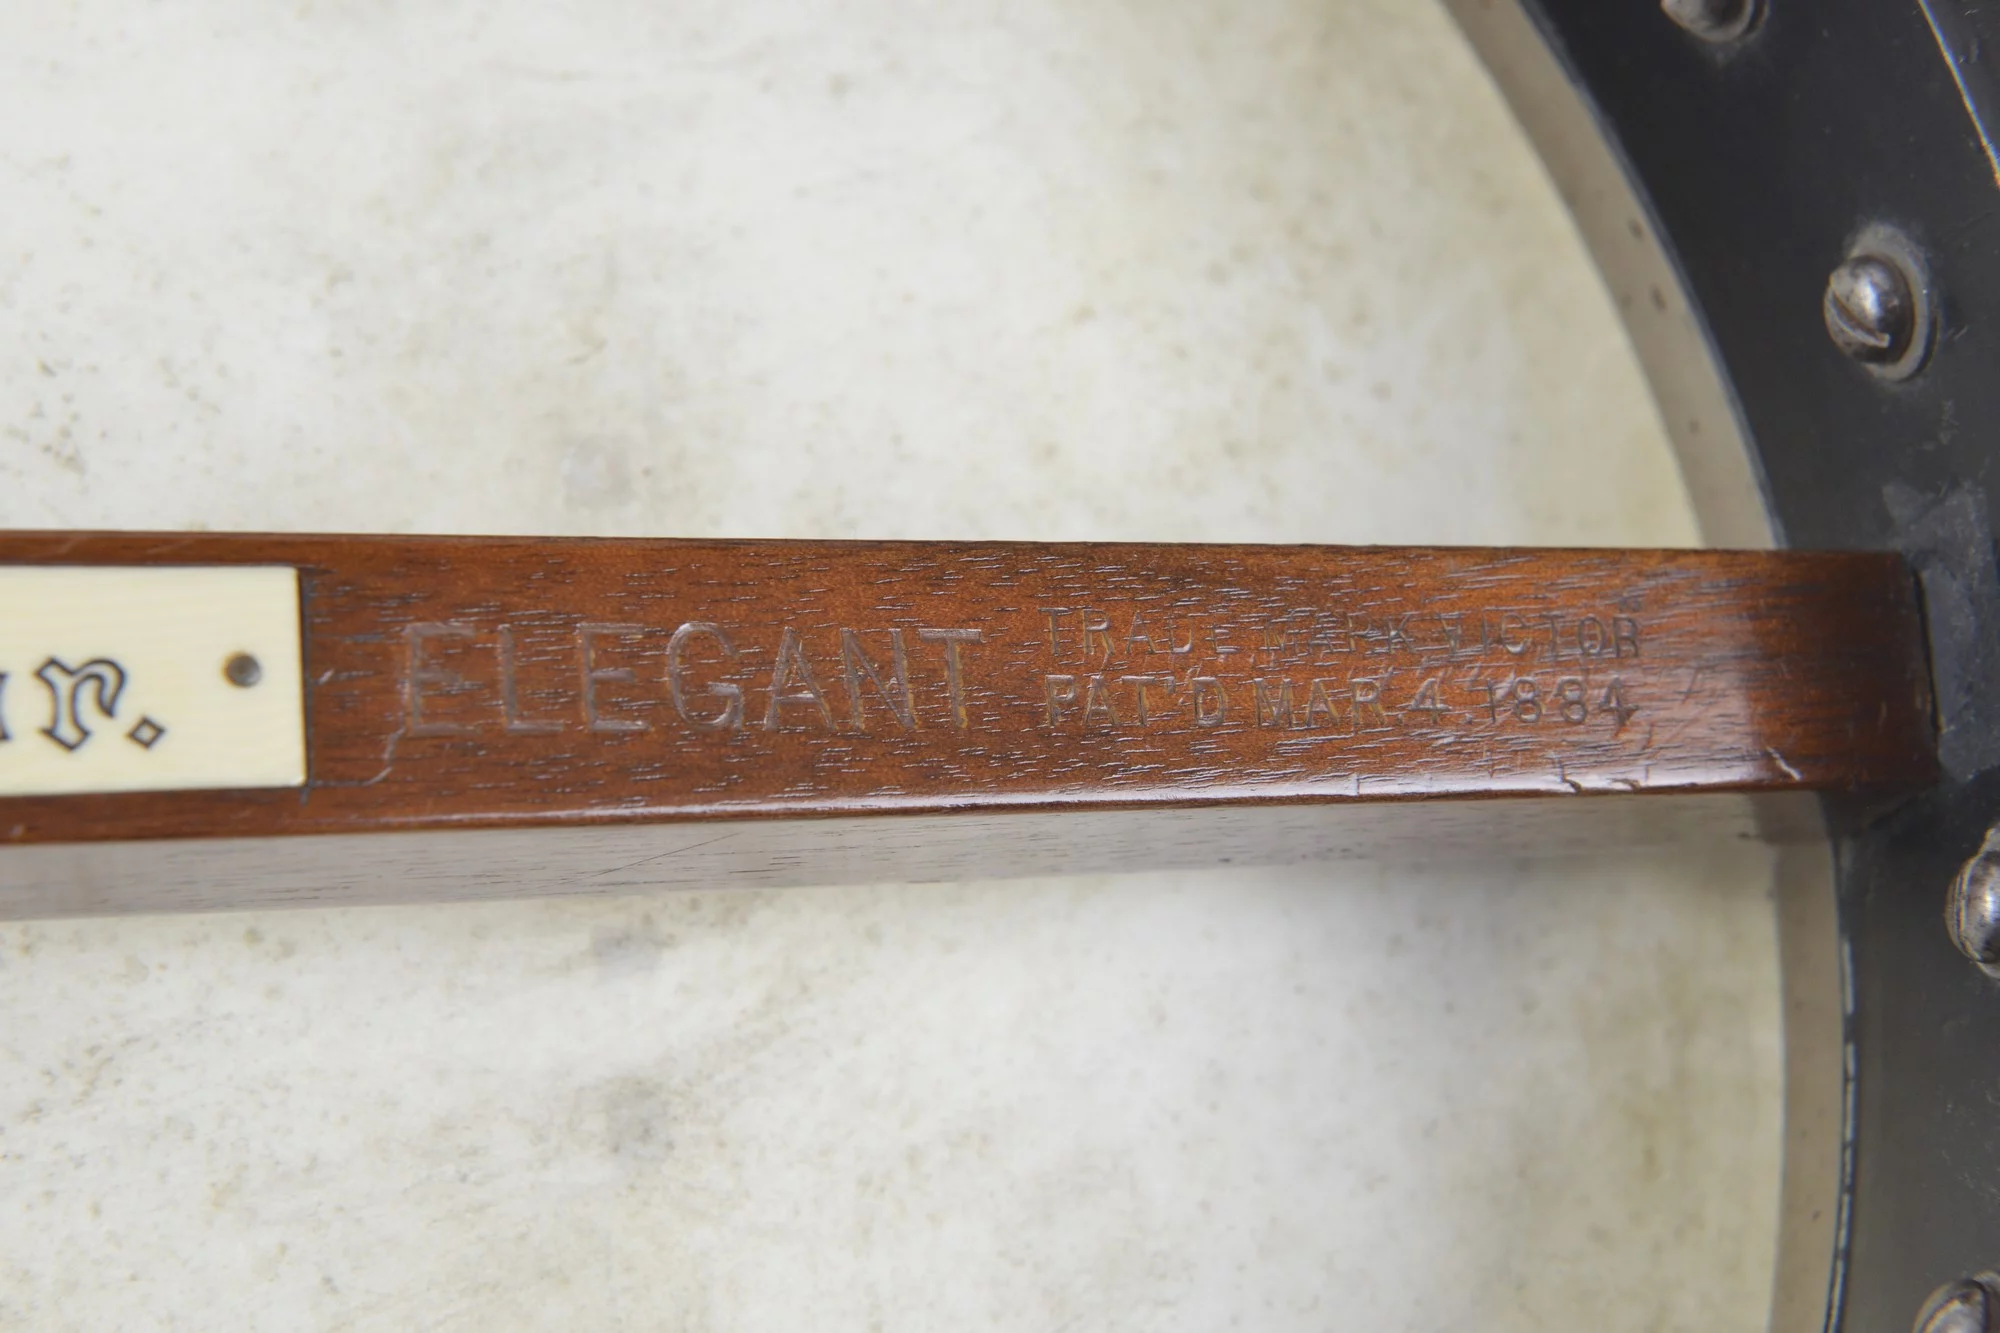 ELEGANT
TRADE MARK VICTOR
PAT'D MAR.4.1884